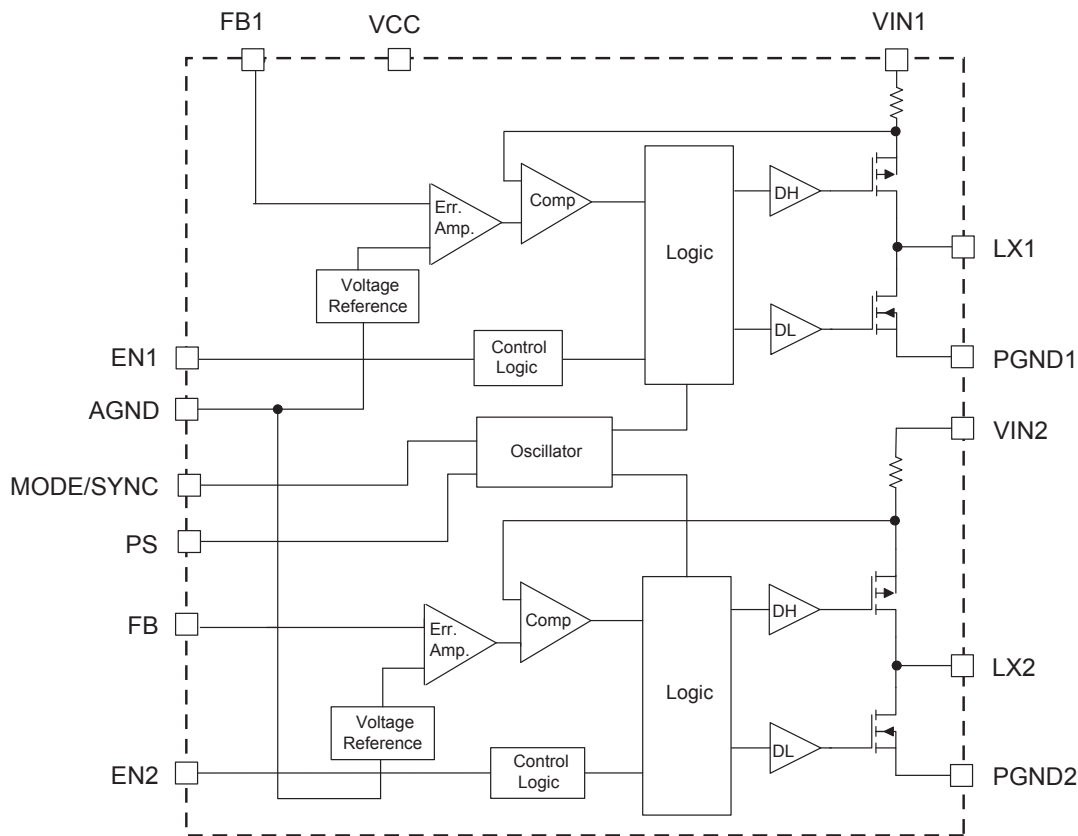 FB1
VCC
VIN1
Err.
Amp.
Comp
Logic
DH
LX1
Voltage
Reference
DL
EN1
Control
Logic
PGND1
AGND
VIN2
Oscillator
MODE/SYNC
PS
FB
Err.
Amp.
Comp
DH
Logic
LX2
Voltage
Reference
DL
EN2
Control
Logic
PGND2